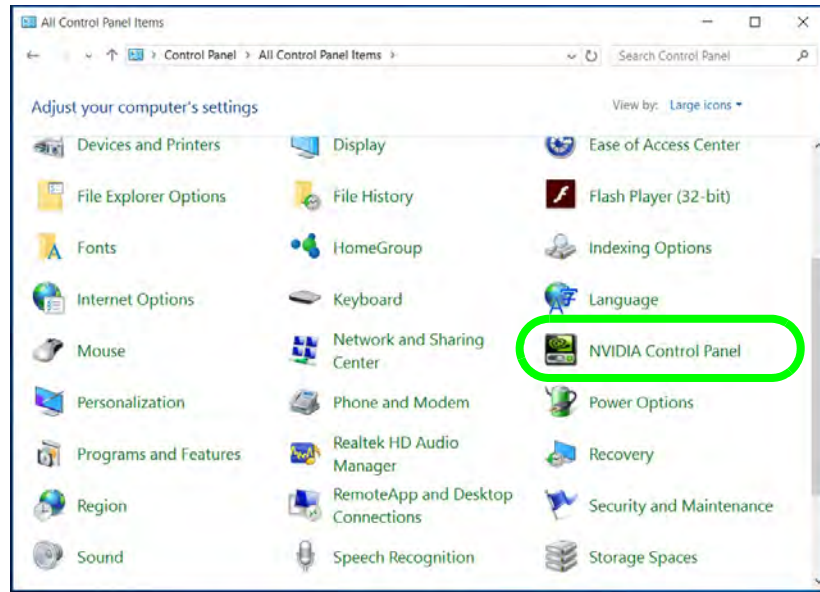 All Control Panel Items
Control Panel > All Control Panel Items >
Search Control Panel
Adjust your computer's settings
View by: Large icons
Devices and Printers
Display
Ease of Access Center
File Explorer Options
File History
Flash Player (32-bit)
Fonts
HomeGroup
Indexing Options
Internet Options
Keyboard
Language
Mouse
Network and Sharing
Center
NVIDIA Control Panel
Personalization
Phone and Modem
Power Options
Programs and Features
Realtek HD Audio
Manager
Recovery
Region
RemoteApp and Desktop
Connections
Security and Maintenance
Sound
Speech Recognition
Storage Spaces